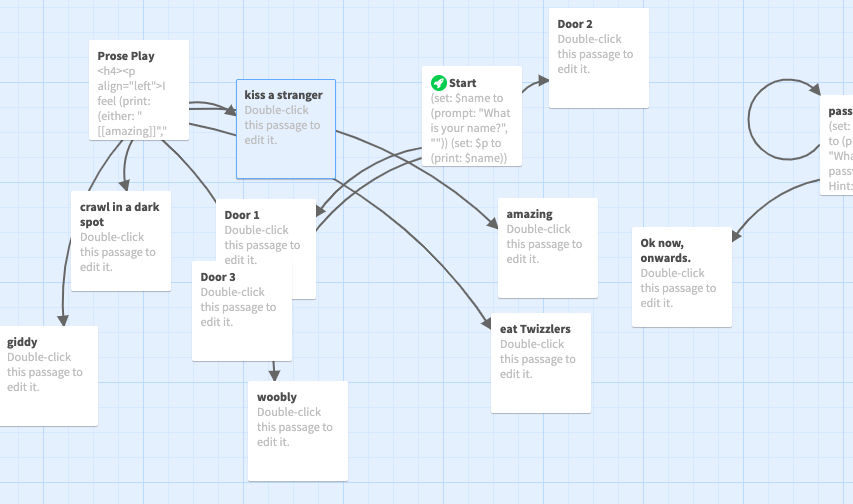 Prose Play
<h4><p
align="left">I
feel (print:
(either: "
[[amazing]]","
kiss a stranger
Double-click
this passage to
edit it.
Start
(set: $name to
(prompt: "What
is your name?",
"")) (set: $p to
(print: $name))
Door 2
Double-click
this passage to
edit it.
pass
(set:
to (p
"Wha
passw
Hint:
crawl in a dark
spot
Double-click
this passage to
edit it.
Door 1
Double-click
this passage to
edit it.
Door 3
Double-click
this passage to
edit it.
amazing
Double-click
this passage to
edit it.
Ok now,
onwards.
Double-click
this passage to
edit it.
giddy
Double-click
this passage to
edit it.
eat Twizzlers
Double-click
this passage to
edit it.
woobly
Double-click
this passage to
edit it.